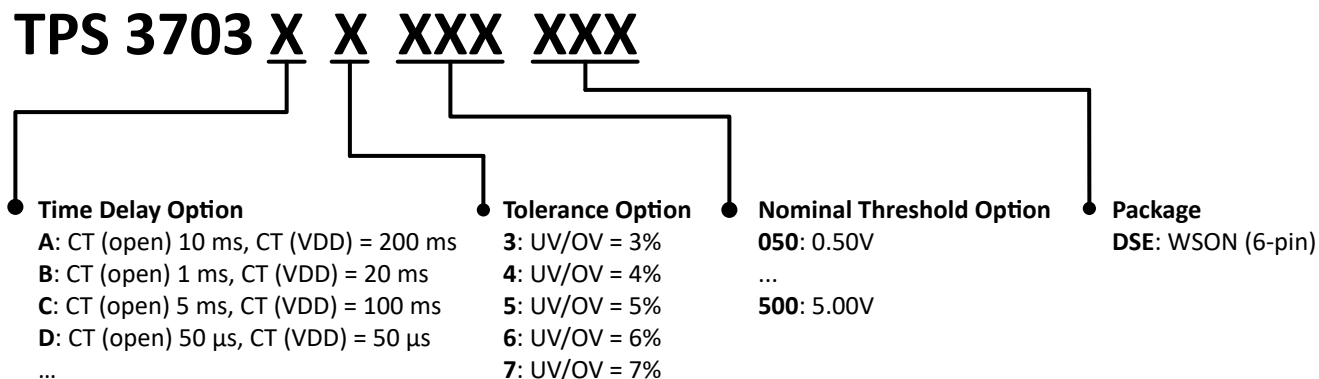 TPS 3703 X X XXX XXX
Time Delay Option
A: CT (open) 10 ms, CT (VDD) = 200 ms
B: CT (open) 1 ms, CT (VDD) = 20 ms
C: CT (open) 5 ms, CT (VDD) = 100 ms
D: CT (open) 50 µs, CT (VDD) = 50 µs
...
Tolerance Option
3: UV/OV = 3%
4: UV/OV = 4%
5: UV/OV = 5%
6: UV/OV = 6%
7: UV/OV = 7%
Nominal Threshold Option
050: 0.50V
...
500: 5.00V
Package
DSE: WSON (6-pin)